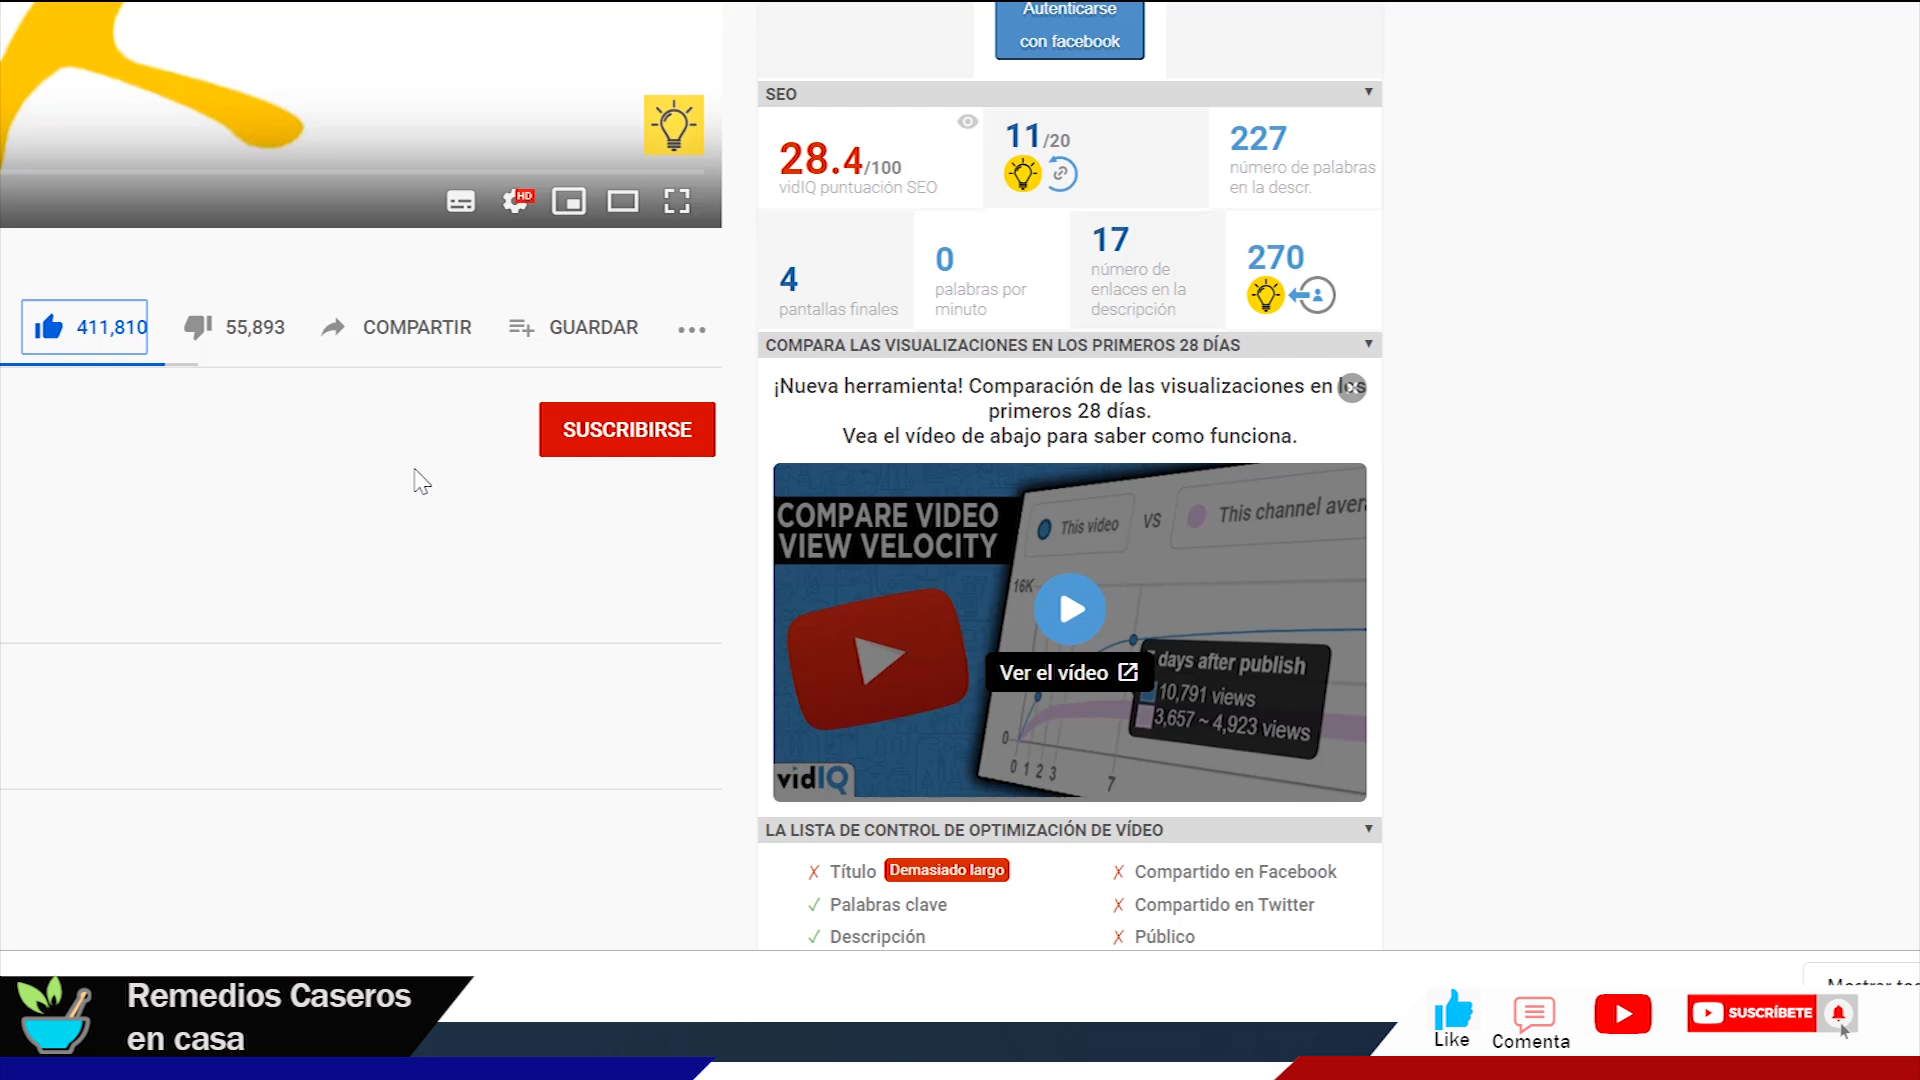 Autenticarse
con facebook
SEO
28.4/100
vidIQ puntuación SEO
11/20
227
número de palabras
en la descr.
4
pantallas finales
0
palabras por
minuto
17
número de
enlaces en la
descripción
270
HD
411,810
55,893
COMPARTIR
GUARDAR
SUSCRIBIRSE
COMPARA LAS VISUALIZACIONES EN LOS PRIMEROS 28 DÍAS
¡Nueva herramienta! Comparación de las visualizaciones en los
primeros 28 días.
Vea el vídeo de abajo para saber como funciona.
COMPARE VIDEO
VIEW VELOCITY
This video
VS
This channel
16K
Ver el vídeo
days after publish
10,791 views
3,657 ~ 4,923 views
0
0 1 2 3
7
vidIQ
LA LISTA DE CONTROL DE OPTIMIZACIÓN DE VÍDEO
Título Demasiado largo
Palabras clave
Descripción
Compartido en Facebook
Compartido en Twitter
Público
Remedios Caseros
en casa
Like
Comenta
SUSCRÍBETE